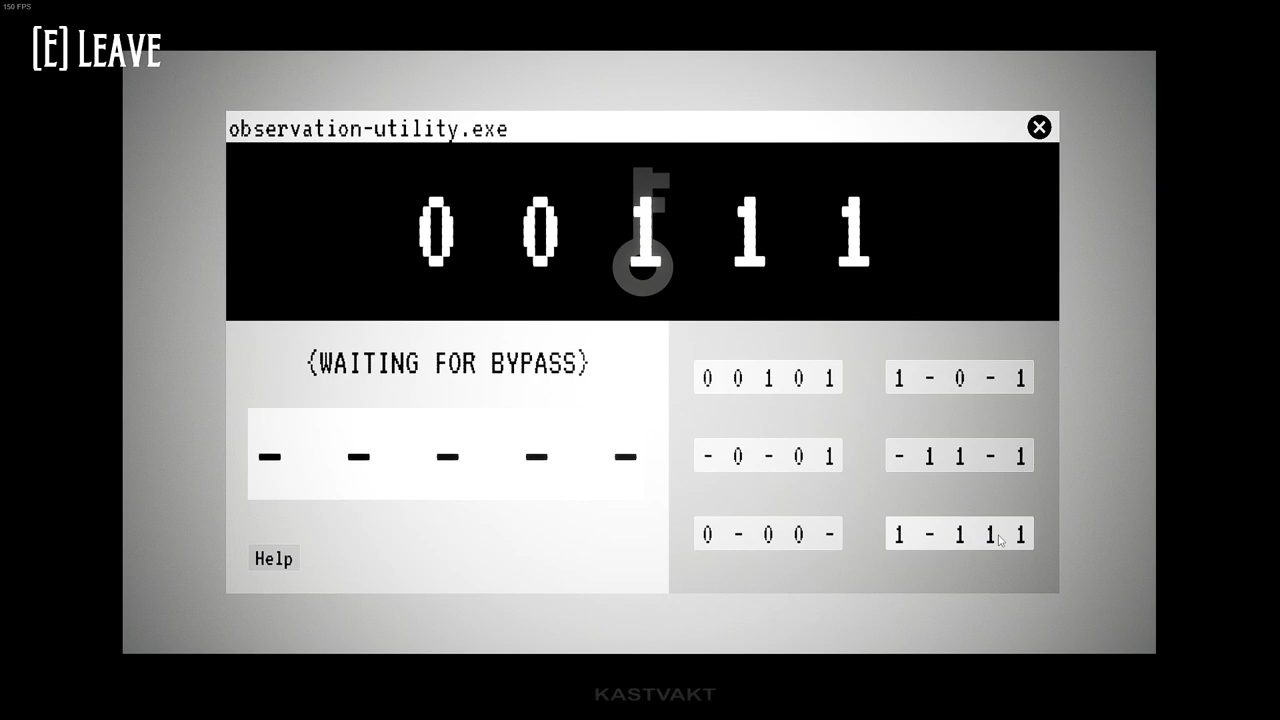 150 FPS
[E] LEAVE
observation-utility.exe
0 0 1 1 1
{WAITING FOR BYPASS}
- - - - -
Help
0 0 1 0 1
1 - 0 - 1
- 0 - 0 1
- 1 1 - 1
0 - 0 0 -
1 - 1 1 1
KASTVAKT